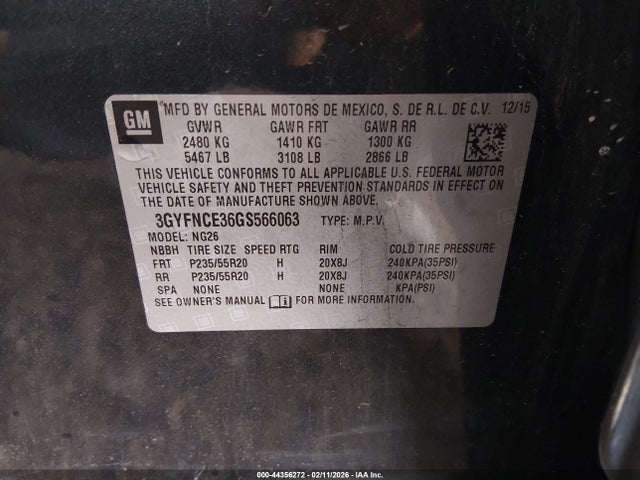 GM
MFD BY GENERAL MOTORS DE MEXICO, S. DE R.L. DE C.V. 12/15
GVWR GAWR FRT GAWR RR
2480 KG 1410 KG 1300 KG
5467 LB 3108 LB 2866 LB
THIS VEHICLE CONFORMS TO ALL APPLICABLE U.S. FEDERAL MOTOR
VEHICLE SAFETY AND THEFT PREVENTION STANDARDS IN EFFECT ON
THE DATE OF MANUFACTURE SHOWN ABOVE.
3GYFNCE36GS566063 TYPE: M.P.V.
MODEL: NG26
NBBH TIRE SIZE SPEED RTG RIM COLD TIRE PRESSURE
FRT P235/55R20 H 20X8J 240KPA(35PSI)
RR P235/55R20 H 20X8J 240KPA(35PSI)
SPA NONE NONE KPA(PSI)
SEE OWNER'S MANUAL FOR MORE INFORMATION.
000-44356272 - 02/11/2026 - IAA Inc.